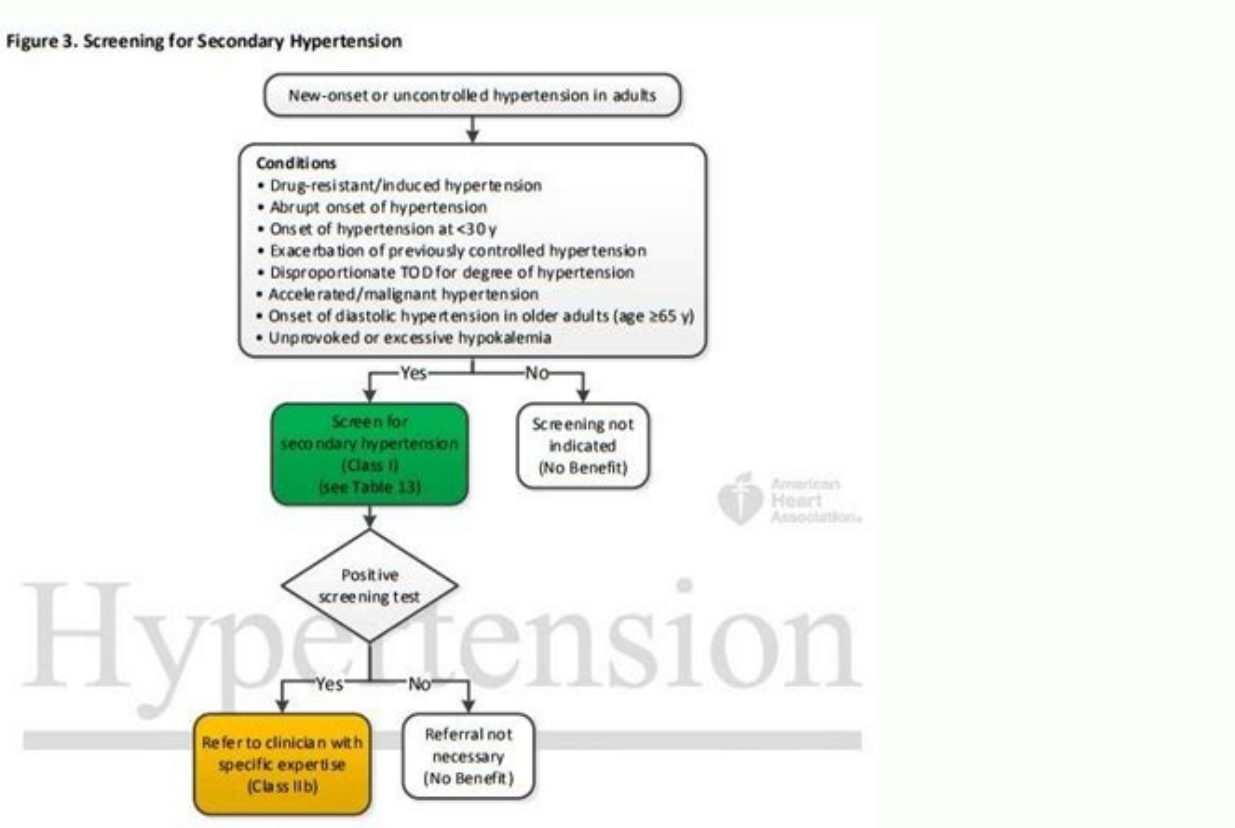 Figure 3. Screening for Secondary Hypertension
New-onset or uncontrolled hypertension in adults
Conditions
• Drug-resistant/induced hypertension
• Abrupt onset of hypertension
• Onset of hypertension at <30 y
• Exacerbation of previously controlled hypertension
• Disproportionate TOD for degree of hypertension
• Accelerated/malignant hypertension
• Onset of diastolic hypertension in older adults (age ≥65 y)
• Unprovoked or excessive hypokalemia
Yes
No
Screen for
secondary hypertension
(Class I)
(see Table 13)
Screening not
indicated
(No Benefit)
American
Heart
Association®
Positive
screening test
Hypertension
Yes
No
Refer to clinician with
specific expertise
(Class IIb)
Referral not
necessary
(No Benefit)